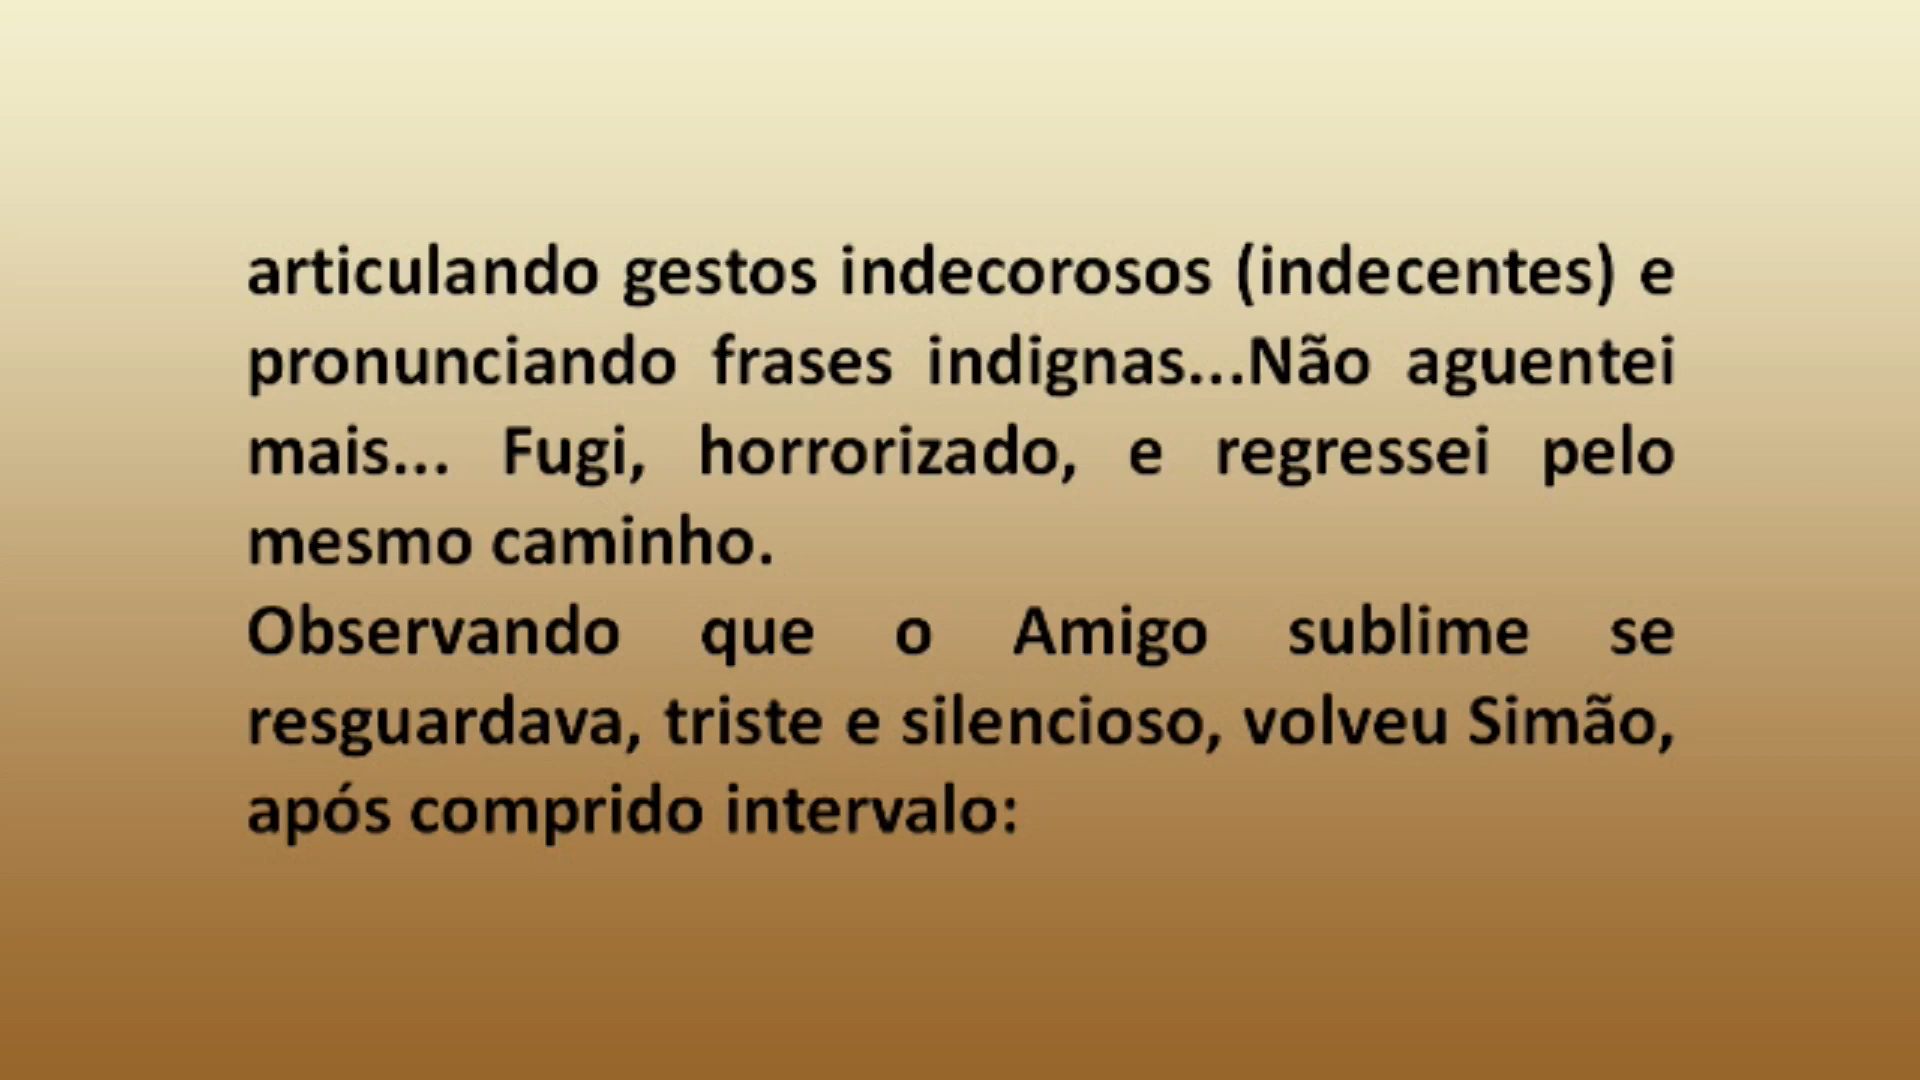 articulando gestos indecorosos (indecentes) e
pronunciando frases indignas...Não aguentei
mais... Fugi, horrorizado, e regressei pelo
mesmo caminho.
Observando que o Amigo sublime se
resguardava, triste e silencioso, volveu Simão,
após comprido intervalo: